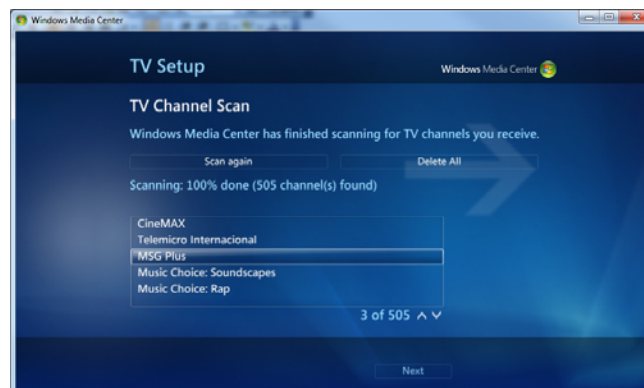 Windows Media Center
TV Setup
Windows Media Center
TV Channel Scan
Windows Media Center has finished scanning for TV channels you receive.
Scan again Delete All
Scanning: 100% done (505 channel(s) found)
CineMAX
Telemicro Internacional
MSG Plus
Music Choice: Soundscapes
Music Choice: Rap
3 of 505
Next